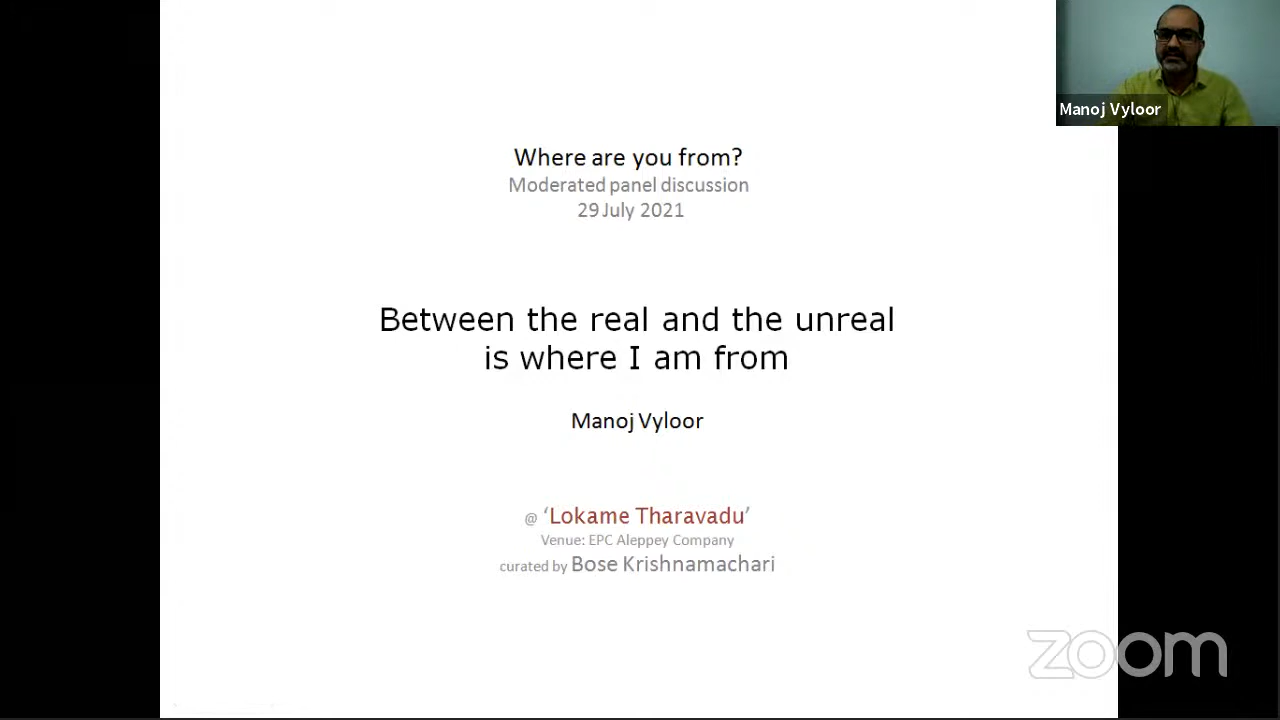 Manoj Vyloor
Where are you from?
Moderated panel discussion
29 July 2021
Between the real and the unreal
is where I am from
Manoj Vyloor
@ ‘Lokame Tharavadu’
Venue: EPC Aleppey Company
curated by Bose Krishnamachari
zoom